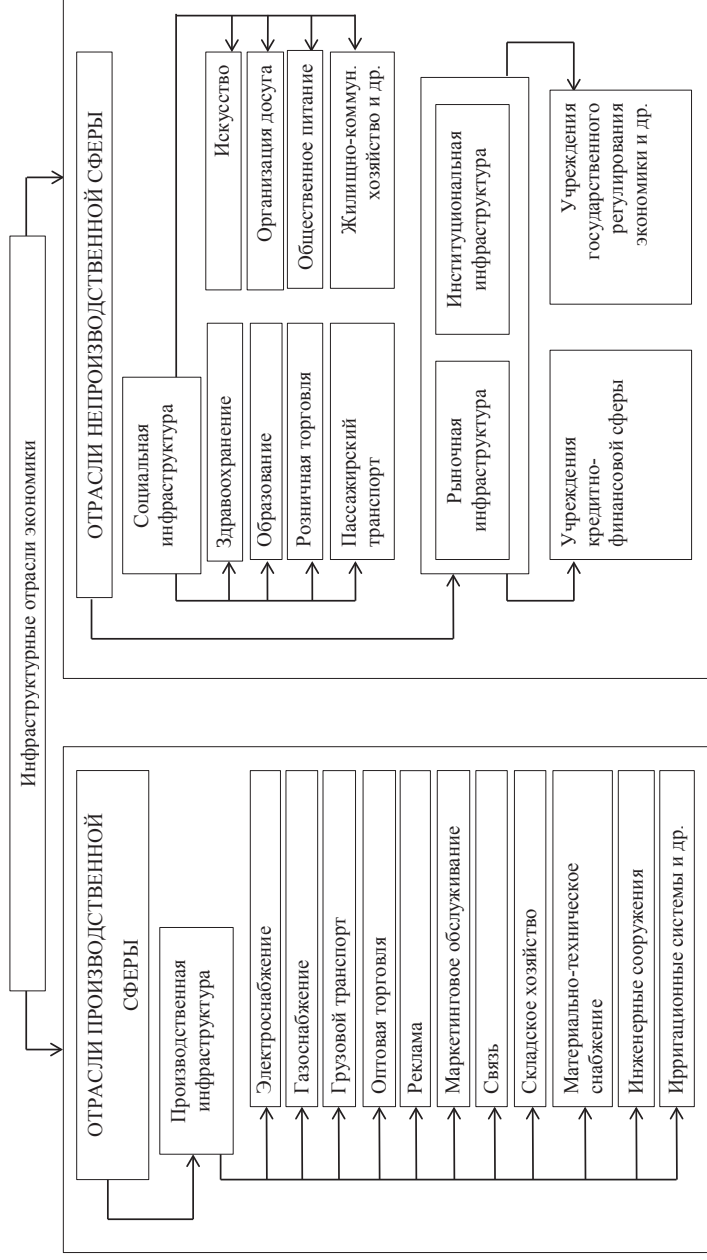 Инфраструктурные отрасли экономики
ОТРАСЛИ ПРОИЗВОДСТВЕННОЙ
СФЕРЫ
Производственная
инфраструктура
Электроснабжение
Газоснабжение
Грузовой транспорт
Оптовая торговля
Реклама
Маркетинговое обслуживание
Связь
Складское хозяйство
Материально-техническое
снабжение
Инженерные сооружения
Ирригационные системы и др.
ОТРАСЛИ НЕПРОИЗВОДСТВЕННОЙ СФЕРЫ
Социальная
инфраструктура
Здравоохранение
Образование
Розничная торговля
Пассажирский
транспорт
Искусство
Организация досуга
Общественное питание
Жилищно-коммун.
хозяйство и др.
Рыночная
инфраструктура
Институциональная
инфраструктура
Учреждения
кредитно-
финансовой сферы
Учреждения
государственного
регулирования
экономики и др.